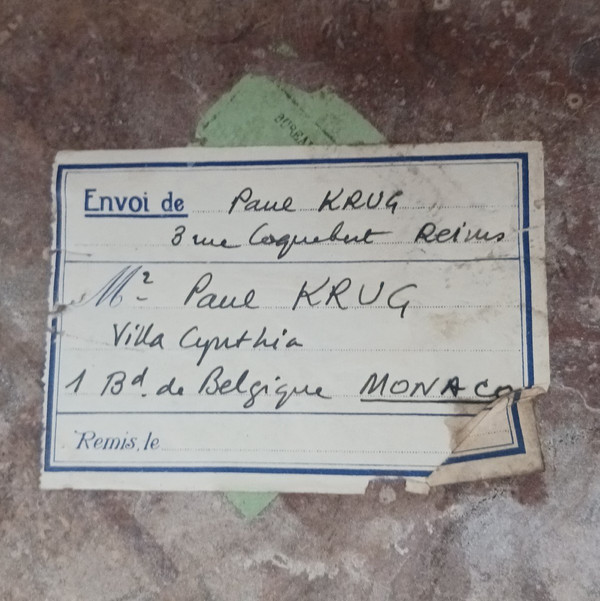 BUREA
Envoi de Paul KRUG
3 rue Coquebert Reims
Mr Paul KRUG
Villa Cynthia
1 Bd. de Belgique MONACO
Remis, le